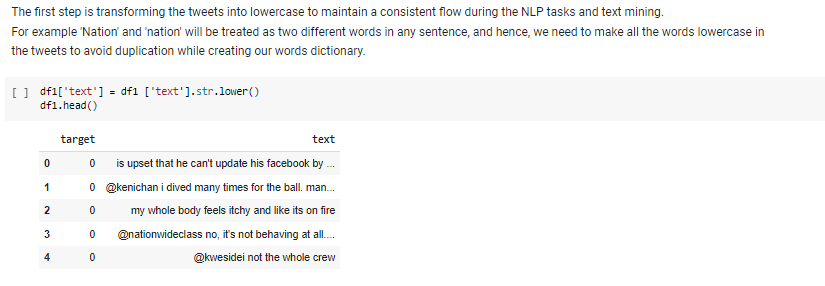 The first step is transforming the tweets into lowercase to maintain a consistent flow during the NLP tasks and text mining.
For example 'Nation' and 'nation' will be treated as two different words in any sentence, and hence, we need to make all the words lowercase in
the tweets to avoid duplication while creating our words dictionary.
[ ] df1['text'] = df1 ['text'].str.lower()
df1.head()
target text
0 0 is upset that he can't update his facebook by ...
1 0 @kenichan i dived many times for the ball. man...
2 0 my whole body feels itchy and like its on fire
3 0 @nationwideclass no, it's not behaving at all....
4 0 @kwesidei not the whole crew